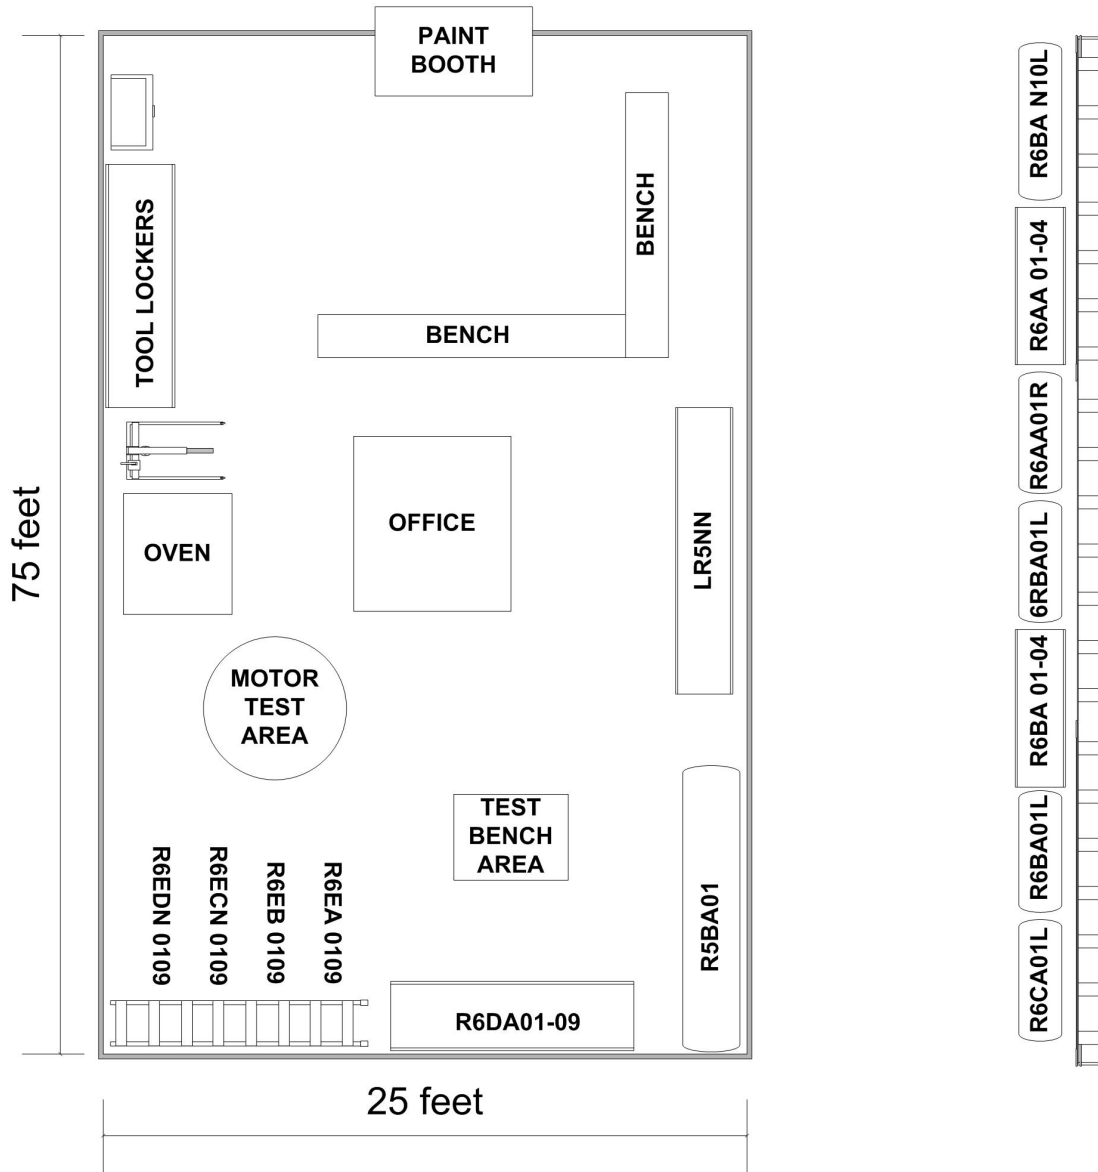 PAINT
BOOTH
R6BA N10L
TOOL LOCKERS
BENCH
R6AA 01-04
BENCH
R6AA01R
75 feet
OVEN
OFFICE
LR5NN
6RBA01L
MOTOR
TEST
AREA
R6BA 01-04
TEST
BENCH
AREA
R6EDN 0109
R6ECN 0109
R6EB 0109
R6EA 0109
R5BA01
R6BA01L
R6DA01-09
R6CA01L
25 feet